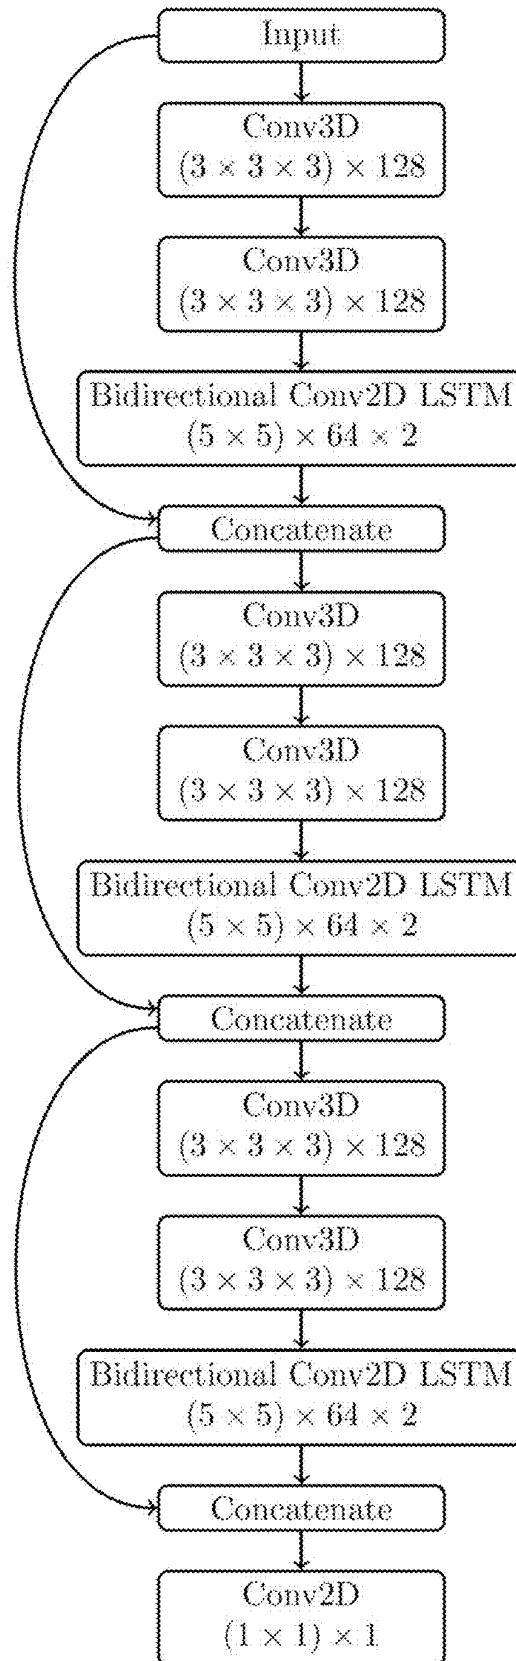 Input
Conv3D
(3 × 3 × 3) × 128
Conv3D
(3 × 3 × 3) × 128
Bidirectional Conv2D LSTM
(5 × 5) × 64 × 2
Concatenate
Conv3D
(3 × 3 × 3) × 128
Conv3D
(3 × 3 × 3) × 128
Bidirectional Conv2D LSTM
(5 × 5) × 64 × 2
Concatenate
Conv3D
(3 × 3 × 3) × 128
Conv3D
(3 × 3 × 3) × 128
Bidirectional Conv2D LSTM
(5 × 5) × 64 × 2
Concatenate
Conv2D
(1 × 1) × 1